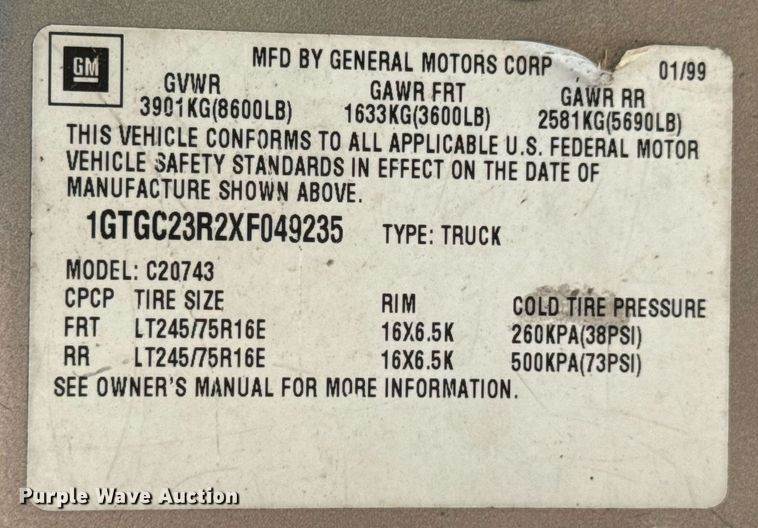 GM
MFD BY GENERAL MOTORS CORP 01/99
GVWR GAWR FRT GAWR RR
3901KG(8600LB) 1633KG(3600LB) 2581KG(5690LB)
THIS VEHICLE CONFORMS TO ALL APPLICABLE U.S. FEDERAL MOTOR
VEHICLE SAFETY STANDARDS IN EFFECT ON THE DATE OF
MANUFACTURE SHOWN ABOVE.
1GTGC23R2XF049235 TYPE: TRUCK
MODEL: C20743
CPCP TIRE SIZE RIM COLD TIRE PRESSURE
FRT LT245/75R16E 16X6.5K 260KPA(38PSI)
RR LT245/75R16E 16X6.5K 500KPA(73PSI)
SEE OWNER'S MANUAL FOR MORE INFORMATION.
Purple Wave Auction